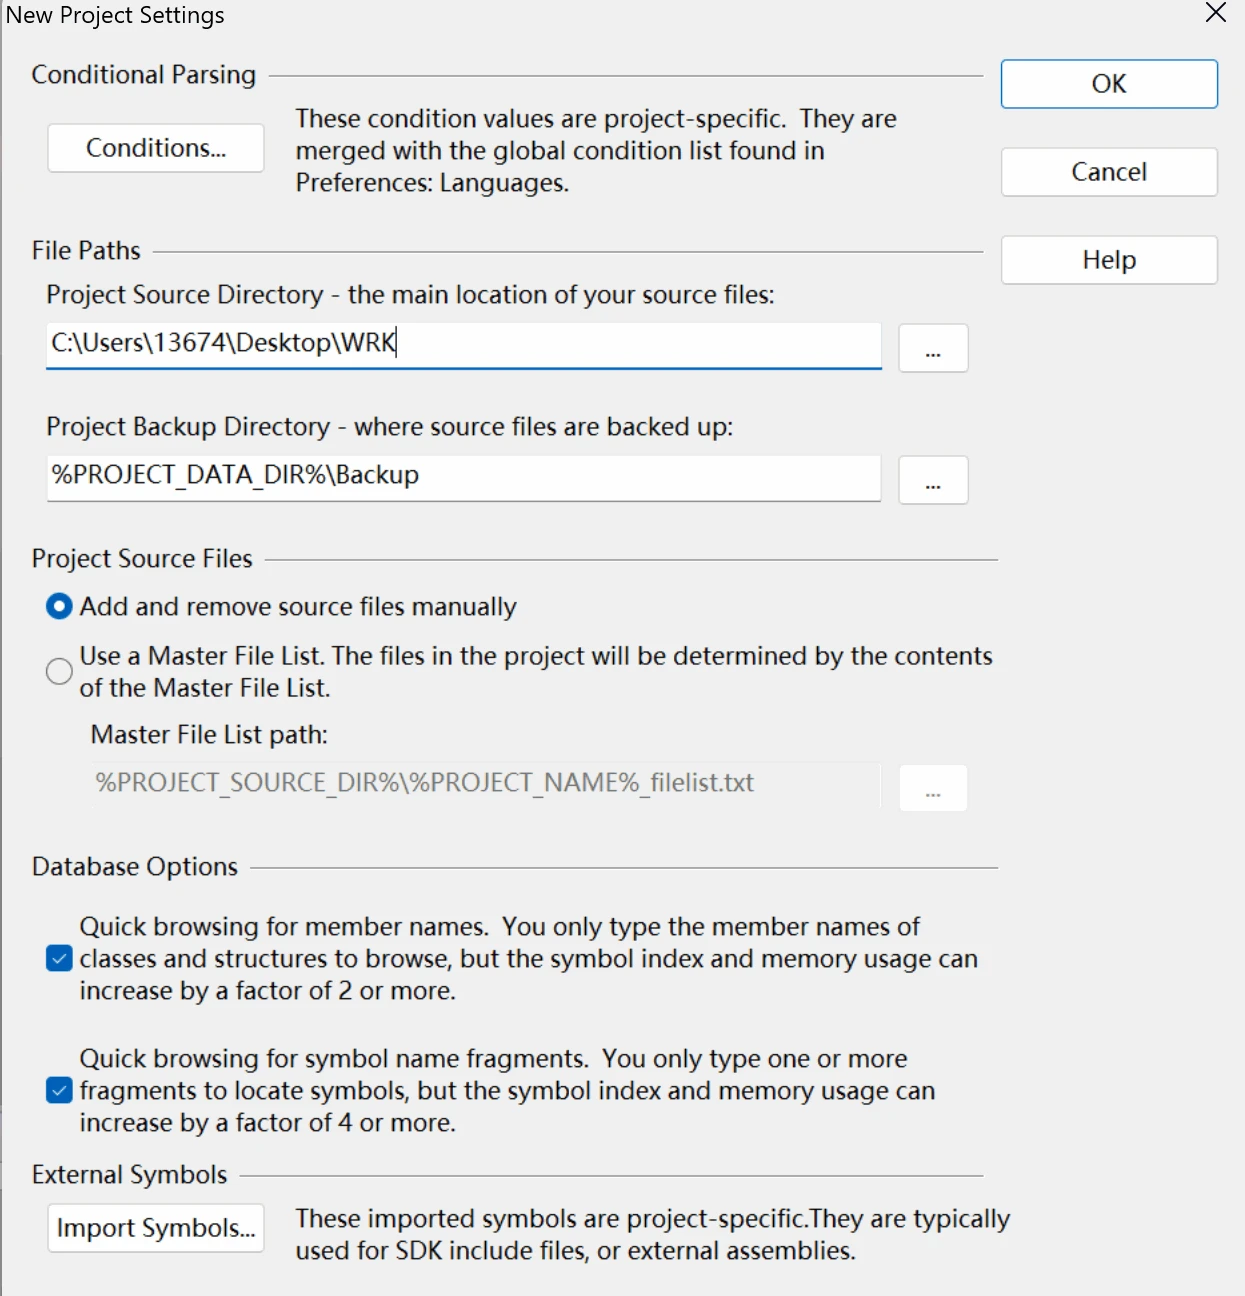 New Project Settings
Conditional Parsing
OK
Conditions...
These condition values are project-specific.  They are
merged with the global condition list found in
Preferences: Languages.
Cancel
File Paths
Help
Project Source Directory - the main location of your source files:
C:\Users\13674\Desktop\WRK
...
Project Backup Directory - where source files are backed up:
%PROJECT_DATA_DIR%\Backup
...
Project Source Files
Add and remove source files manually
Use a Master File List. The files in the project will be determined by the contents
of the Master File List.
Master File List path:
%PROJECT_SOURCE_DIR%\%PROJECT_NAME%_filelist.txt
...
Database Options
Quick browsing for member names.  You only type the member names of
classes and structures to browse, but the symbol index and memory usage can
increase by a factor of 2 or more.
Quick browsing for symbol name fragments.  You only type one or more
fragments to locate symbols, but the symbol index and memory usage can
increase by a factor of 4 or more.
External Symbols
Import Symbols...
These imported symbols are project-specific.They are typically
used for SDK include files, or external assemblies.